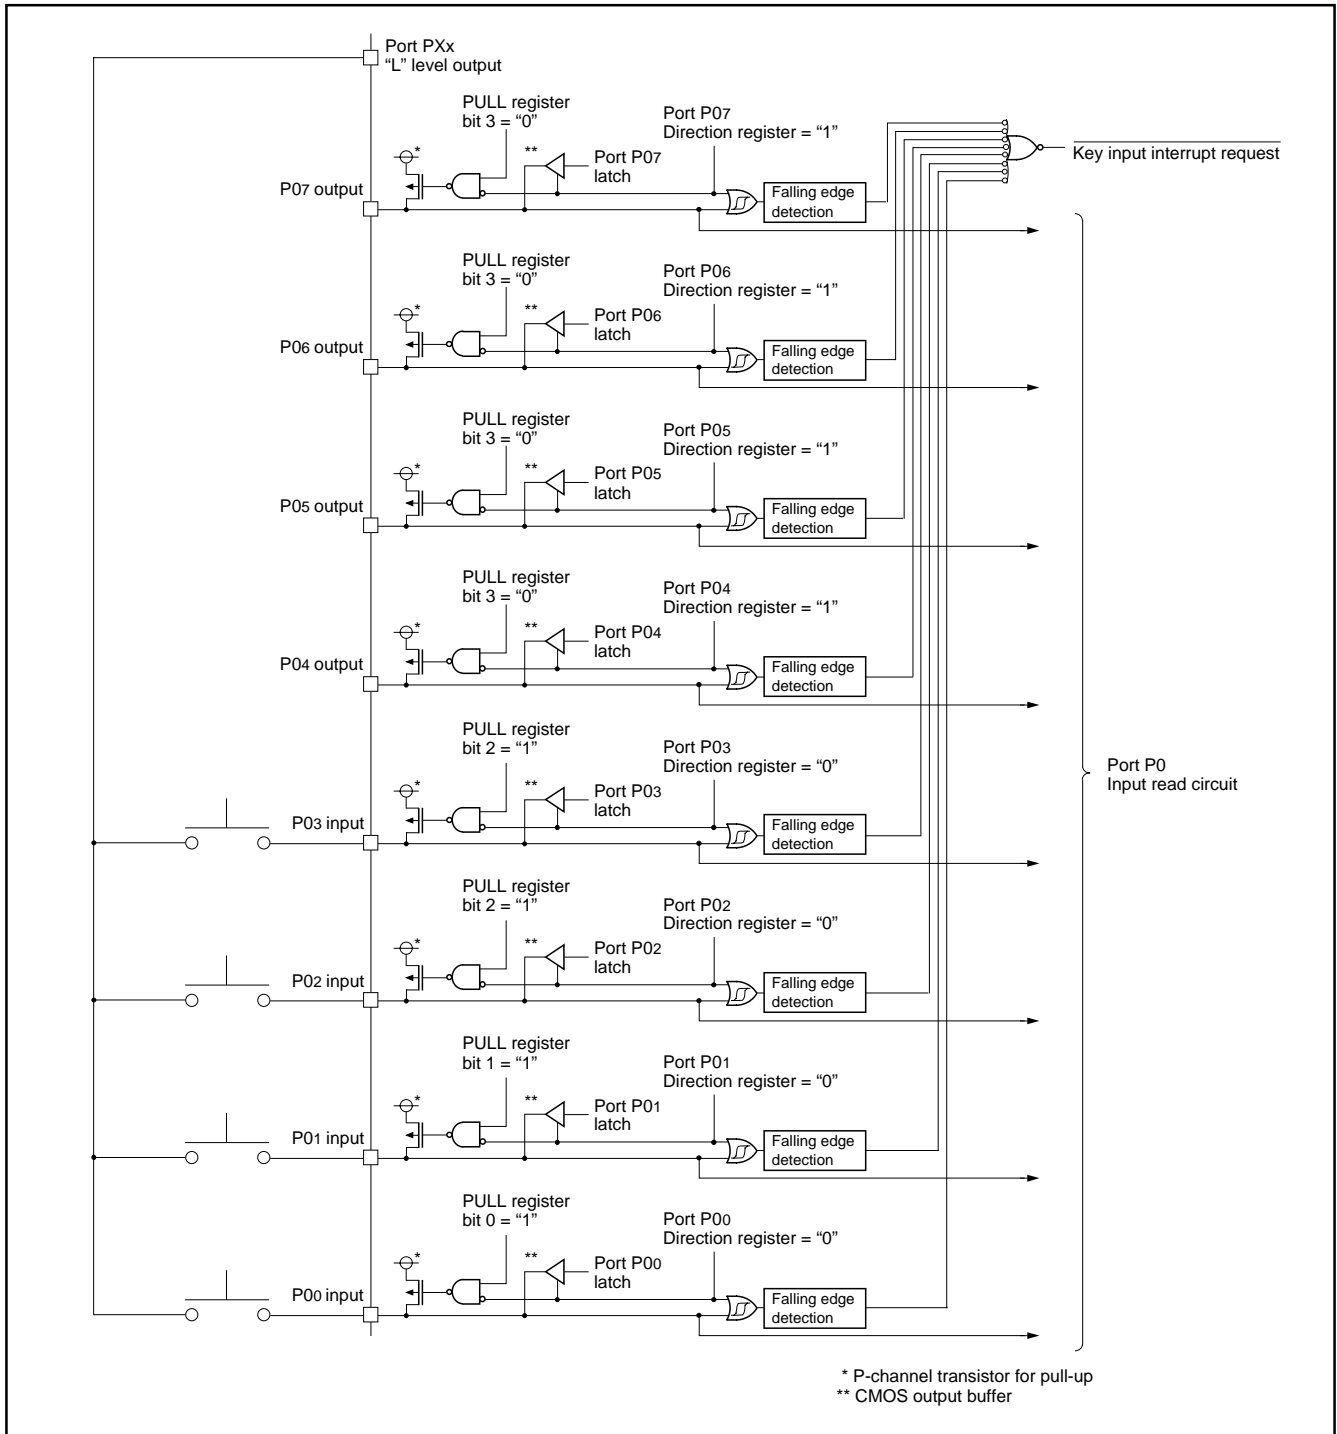 Port PXx
“L” level output
PULL register
bit 3 = “0”
Port P07
Direction register = “1”
*
**
Port P07
latch
P07 output
Falling edge
detection
Key input interrupt request
PULL register
bit 3 = “0”
Port P06
Direction register = “1”
*
**
Port P06
latch
P06 output
Falling edge
detection
PULL register
bit 3 = “0”
Port P05
Direction register = “1”
*
**
Port P05
latch
P05 output
Falling edge
detection
PULL register
bit 3 = “0”
Port P04
Direction register = “1”
*
**
Port P04
latch
P04 output
Falling edge
detection
PULL register
bit 2 = “1”
Port P03
Direction register = “0”
*
**
Port P03
latch
P03 input
Falling edge
detection
Port P0
Input read circuit
PULL register
bit 2 = “1”
Port P02
Direction register = “0”
*
**
Port P02
latch
P02 input
Falling edge
detection
PULL register
bit 1 = “1”
Port P01
Direction register = “0”
*
**
Port P01
latch
P01 input
Falling edge
detection
PULL register
bit 0 = “1”
Port P00
Direction register = “0”
*
**
Port P00
latch
P00 input
Falling edge
detection
* P-channel transistor for pull-up
** CMOS output buffer